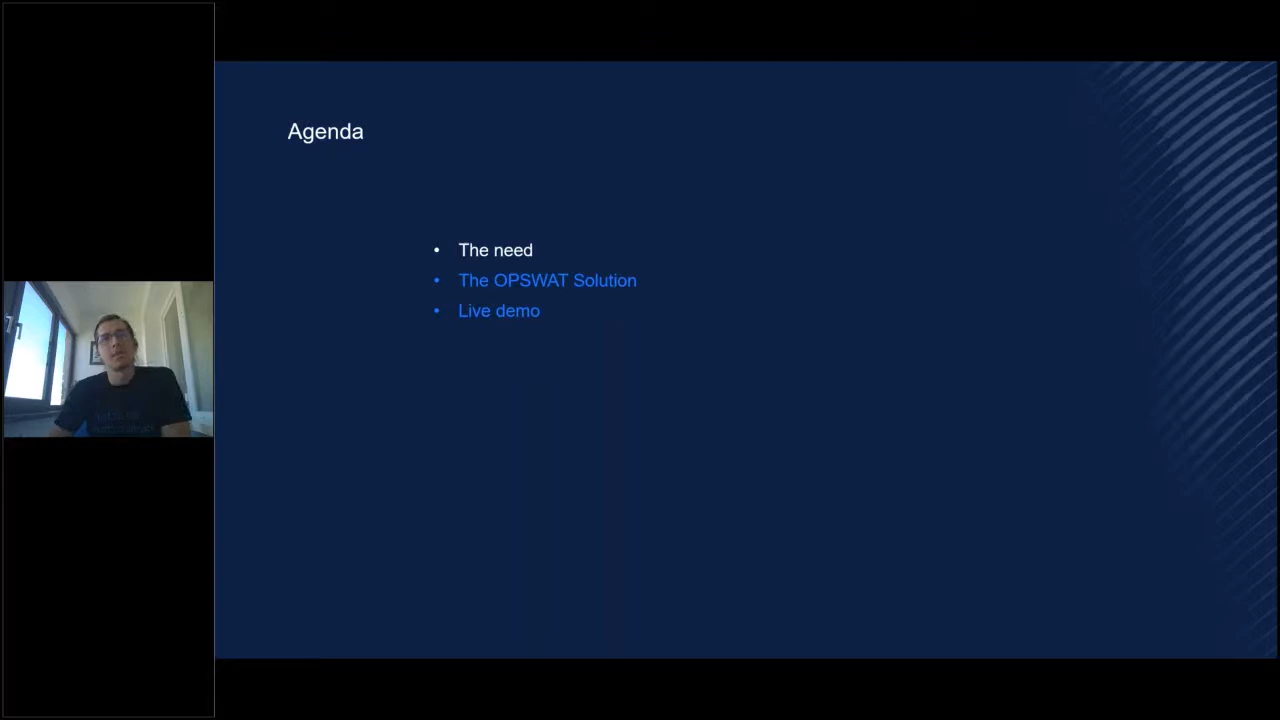 Agenda
• The need
• The OPSWAT Solution
• Live demo